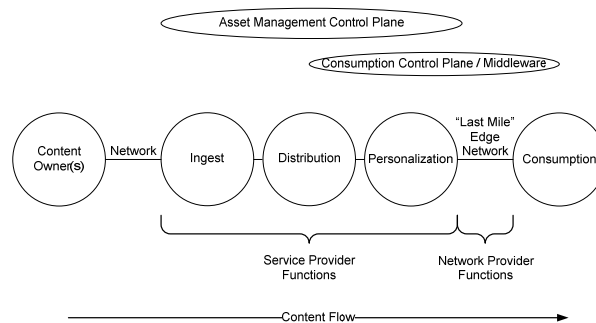 Asset Management Control Plane
Consumption Control Plane / Middleware
Content
Owner(s)
Network
Ingest
Distribution
Personalization
“Last Mile”
Edge
Network
Consumption
Service Provider
Functions
Network Provider
Functions
Content Flow